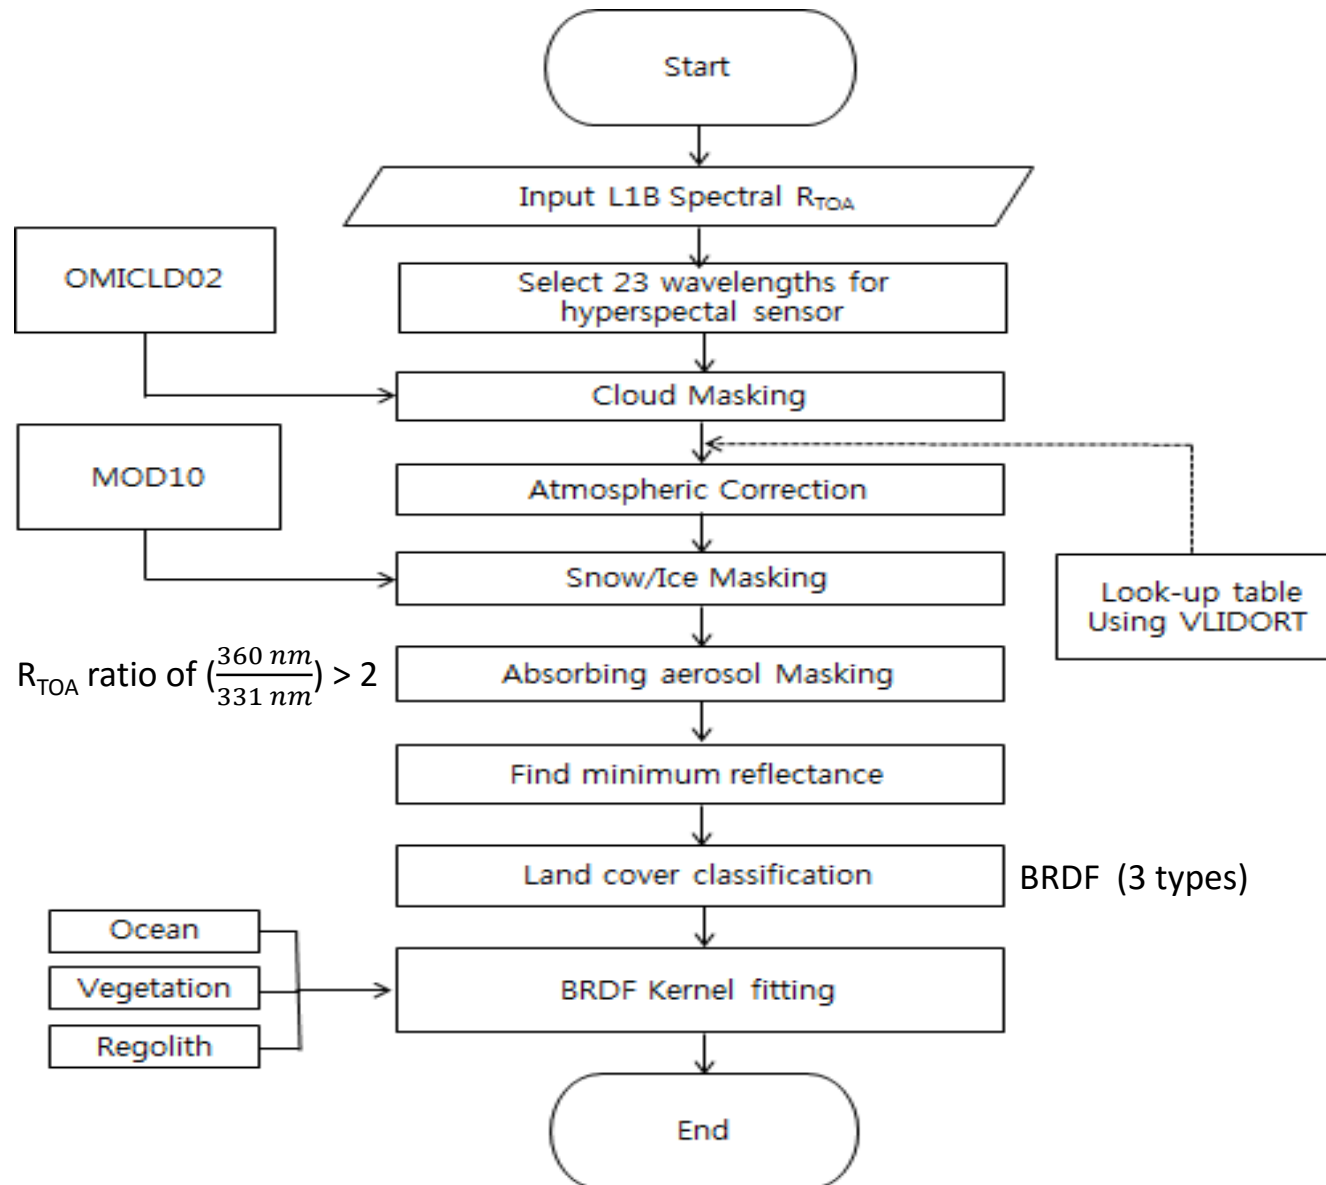 Start
Input L1B Spectral R_TOA
OMICLD02
Select 23 wavelengths for
hyperspectal sensor
Cloud Masking
MOD10
Atmospheric Correction
Snow/Ice Masking
Look-up table
Using VLIDORT
R_TOA ratio of (360 nm/331 nm) > 2
Absorbing aerosol Masking
Find minimum reflectance
Land cover classification
BRDF (3 types)
Ocean
Vegetation
Regolith
BRDF Kernel fitting
End